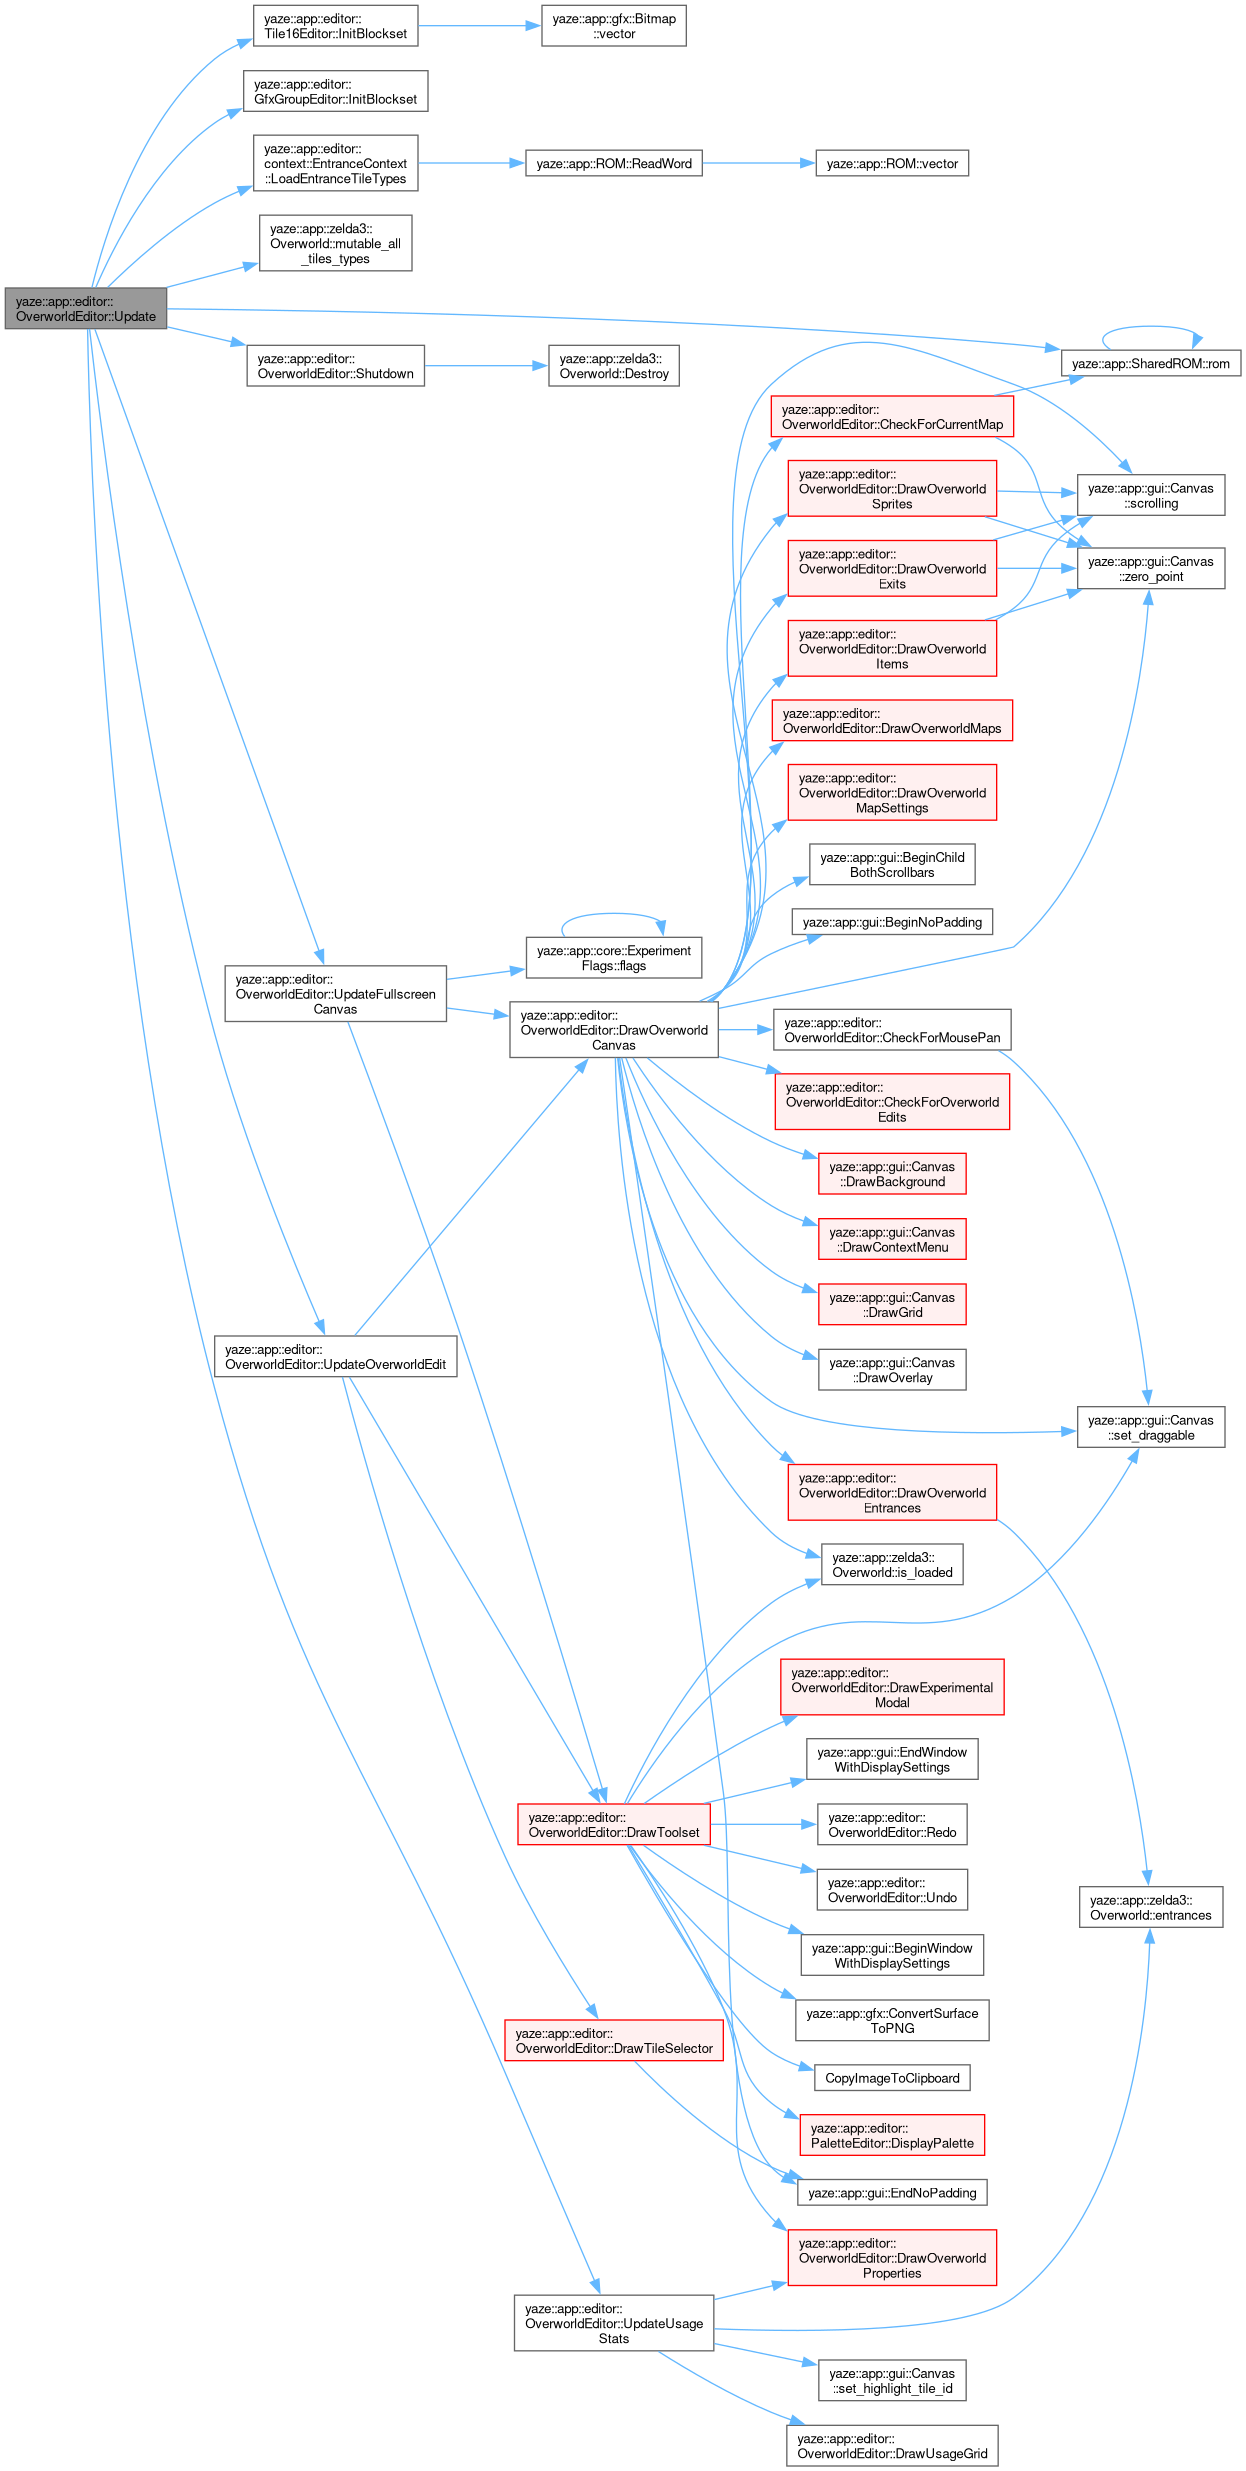 yaze::app::editor::
Tile16Editor::InitBlockset
yaze::app::gfx::Bitmap
::vector
yaze::app::editor::
GfxGroupEditor::InitBlockset
yaze::app::editor::
context::EntranceContext
::LoadEntranceTileTypes
yaze::app::ROM::ReadWord
yaze::app::ROM::vector
yaze::app::zelda3::
Overworld::mutable_all
_tiles_types
yaze::app::editor::
OverworldEditor::Update
yaze::app::editor::
OverworldEditor::Shutdown
yaze::app::zelda3::
Overworld::Destroy
yaze::app::SharedROM::rom
yaze::app::editor::
OverworldEditor::CheckForCurrentMap
yaze::app::editor::
OverworldEditor::DrawOverworld
Sprites
yaze::app::gui::Canvas
::scrolling
yaze::app::editor::
OverworldEditor::DrawOverworld
Exits
yaze::app::gui::Canvas
::zero_point
yaze::app::editor::
OverworldEditor::DrawOverworld
Items
yaze::app::editor::
OverworldEditor::DrawOverworldMaps
yaze::app::editor::
OverworldEditor::DrawOverworld
MapSettings
yaze::app::gui::BeginChild
BothScrollbars
yaze::app::gui::BeginNoPadding
yaze::app::core::Experiment
Flags::flags
yaze::app::editor::
OverworldEditor::UpdateFullscreen
Canvas
yaze::app::editor::
OverworldEditor::DrawOverworld
Canvas
yaze::app::editor::
OverworldEditor::CheckForMousePan
yaze::app::editor::
OverworldEditor::CheckForOverworld
Edits
yaze::app::gui::Canvas
::DrawBackground
yaze::app::gui::Canvas
::DrawContextMenu
yaze::app::gui::Canvas
::DrawGrid
yaze::app::editor::
OverworldEditor::UpdateOverworldEdit
yaze::app::gui::Canvas
::DrawOverlay
yaze::app::gui::Canvas
::set_draggable
yaze::app::editor::
OverworldEditor::DrawOverworld
Entrances
yaze::app::zelda3::
Overworld::is_loaded
yaze::app::editor::
OverworldEditor::DrawExperimental
Modal
yaze::app::gui::EndWindow
WithDisplaySettings
yaze::app::editor::
OverworldEditor::DrawToolset
yaze::app::editor::
OverworldEditor::Redo
yaze::app::editor::
OverworldEditor::Undo
yaze::app::zelda3::
Overworld::entrances
yaze::app::gui::BeginWindow
WithDisplaySettings
yaze::app::gfx::ConvertSurface
ToPNG
yaze::app::editor::
OverworldEditor::DrawTileSelector
CopyImageToClipboard
yaze::app::editor::
PaletteEditor::DisplayPalette
yaze::app::gui::EndNoPadding
yaze::app::editor::
OverworldEditor::DrawOverworld
Properties
yaze::app::editor::
OverworldEditor::UpdateUsage
Stats
yaze::app::gui::Canvas
::set_highlight_tile_id
yaze::app::editor::
OverworldEditor::DrawUsageGrid